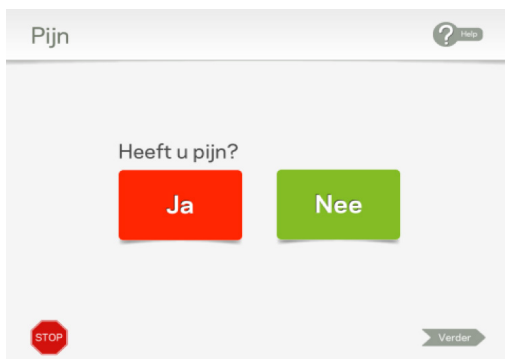 Pijn
? Help
Heeft u pijn?
Ja
Nee
STOP
Verder